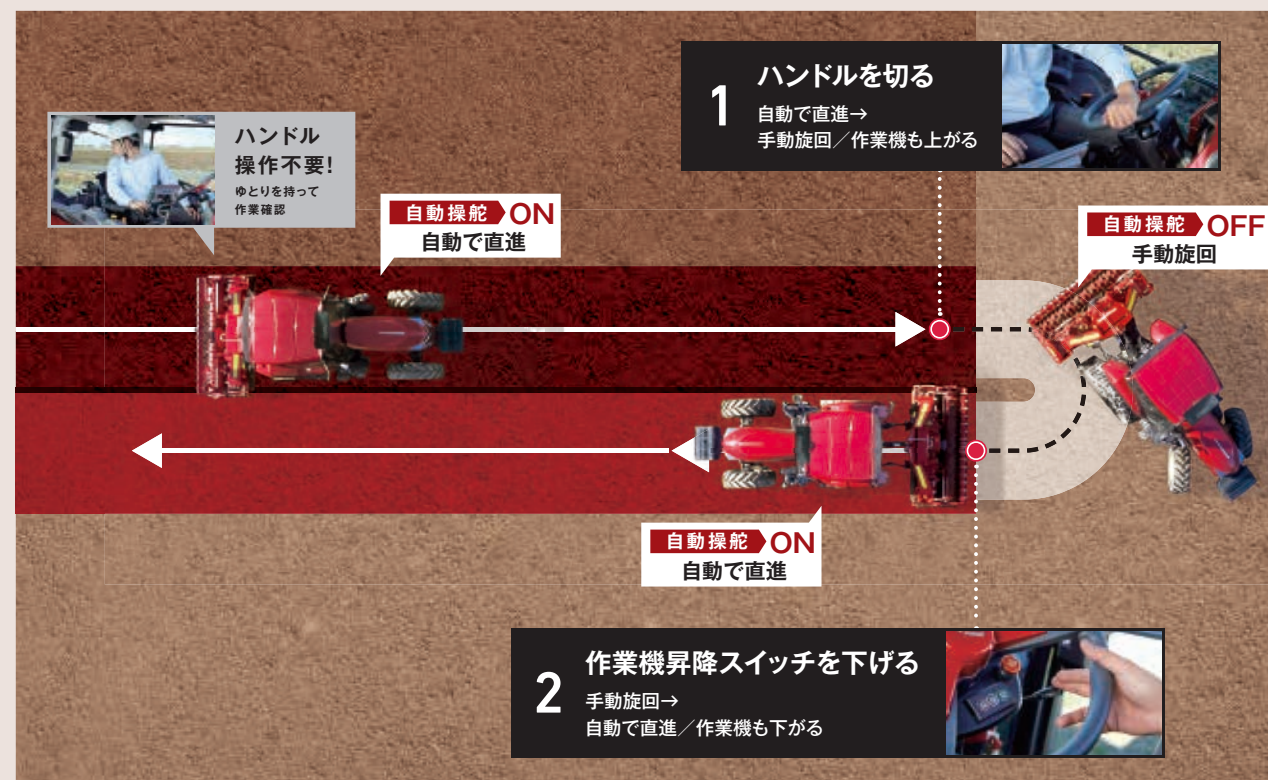 1
ハンドルを切る
自動で直進→
手動旋回/作業機も上がる
ハンドル
操作不要!
ゆとりを持って
作業確認
自動操舵 ON
自動で直進
自動操舵 OFF
手動旋回
自動操舵 ON
自動で直進
2
作業機昇降スイッチを下げる
手動旋回→
自動で直進/作業機も下がる